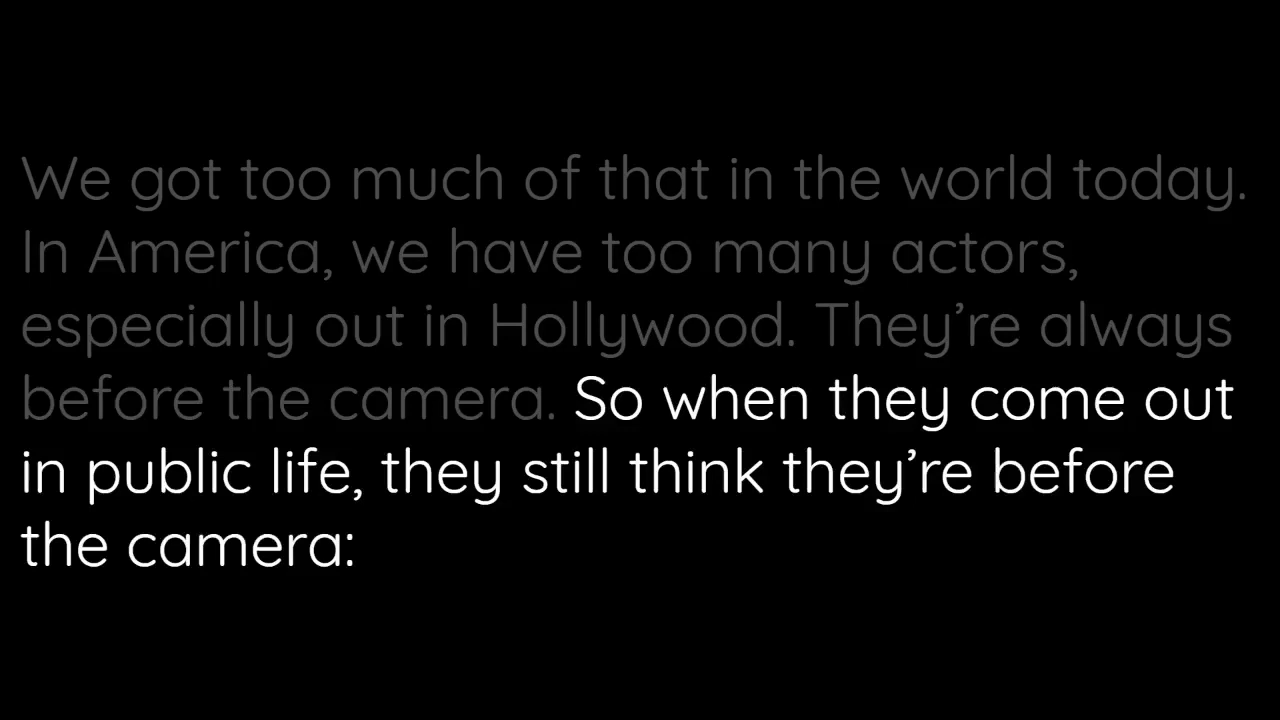 We got too much of that in the world today.
In America, we have too many actors,
especially out in Hollywood. They’re always
before the camera. So when they come out
in public life, they still think they’re before
the camera: